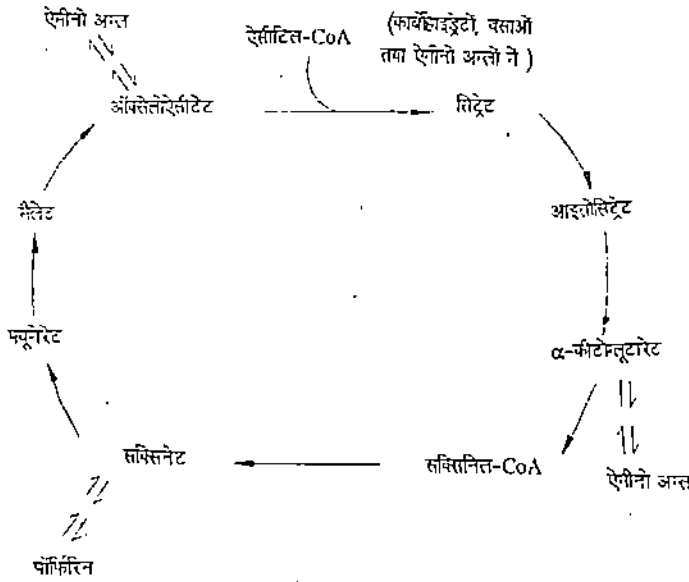 ऐमीनो अम्ल
ऐसीटिल-CoA
(कार्बोहाइड्रेटों, वसाओं
तथा ऐमीनो अम्लों में )
ऑक्सेलोऐसीटेट
सिट्रेट
मैलेट
आइसोसिट्रेट
फ्यूमेरेट
α-कीटोग्लूटारेट
सक्सिनेट
सक्सिनिल-CoA
ऐमीनो अम्ल
पॉर्फिरिन